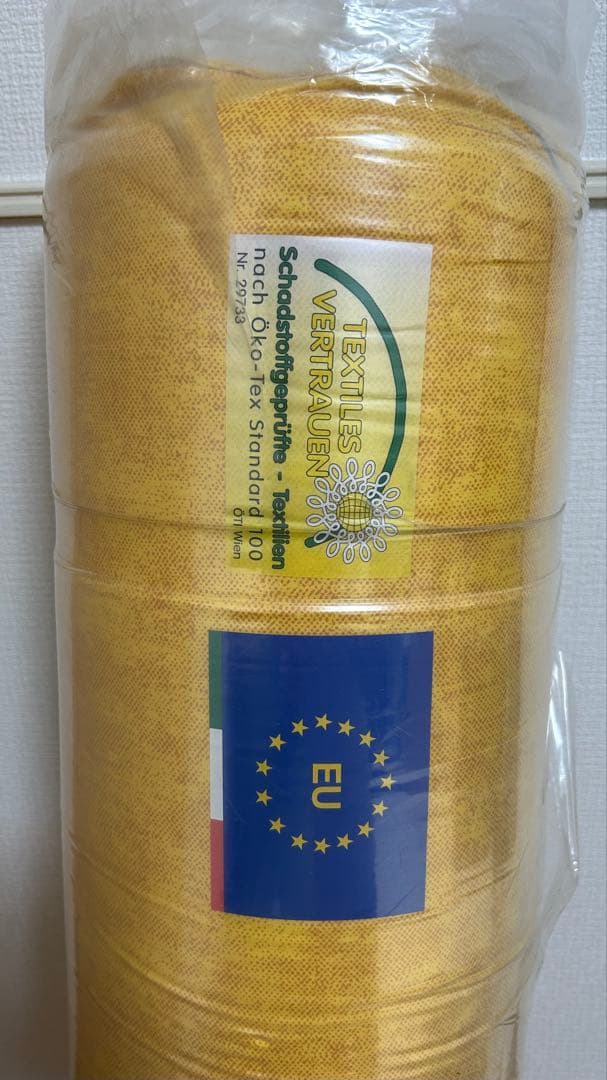 TEXTILES
VERTRAUEN
Schadstoffgeprüfte - Textilien
nach Öko-Tex Standard 100
Nr. 29733 ÖTI Wien
EU